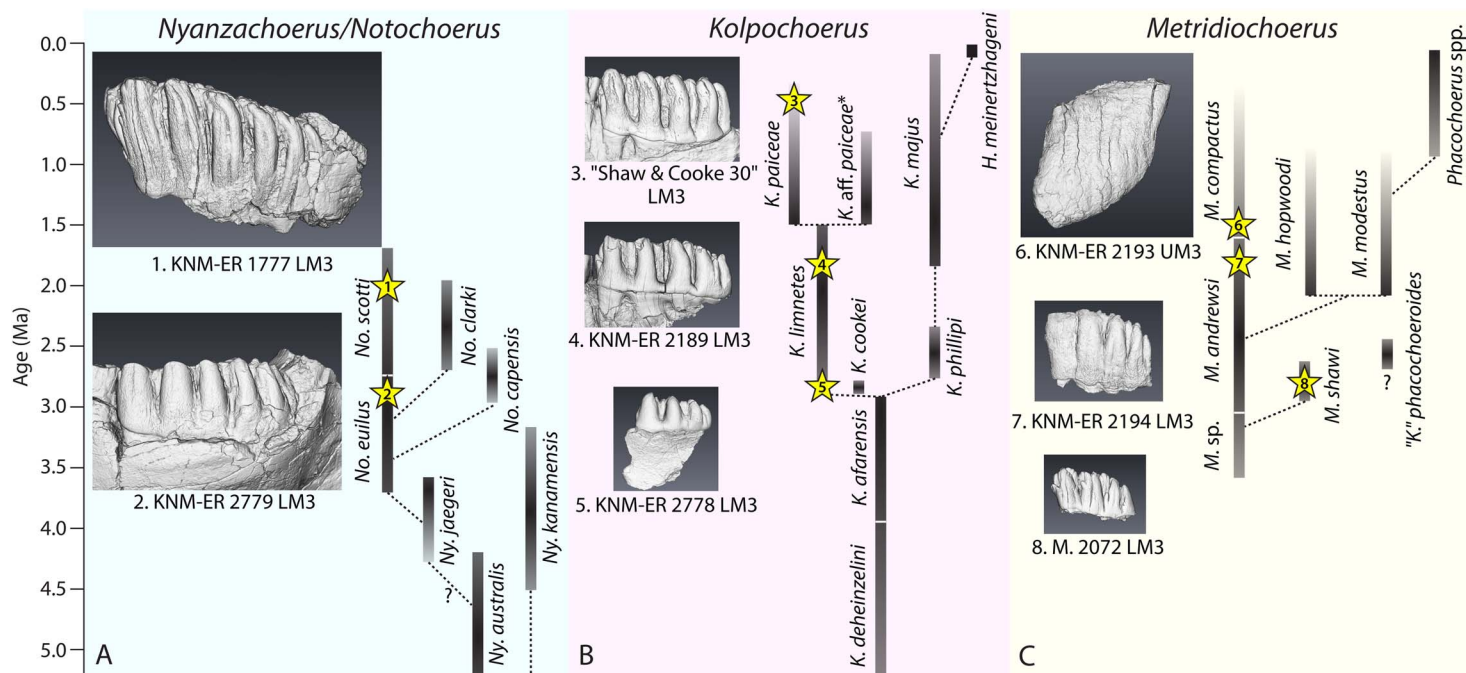 Nyanzachoerus/Notochoerus
Kolpochoerus
Metridiochoerus
Age (Ma)
0.0
0.5
1.0
1.5
2.0
2.5
3.0
3.5
4.0
4.5
5.0
1. KNM-ER 1777 LM3
2. KNM-ER 2779 LM3
No. scotti
1
No. euilus
2
No. clarki
No. capensis
Ny. jaegeri
?
Ny. australis
Ny. kanamensis
A
3. "Shaw & Cooke 30"
LM3
4. KNM-ER 2189 LM3
5. KNM-ER 2778 LM3
K. paiceae
3
K. aff. paiceae*
K. limnetes
4
5
K. cookei
K. majus
H. meinertzhageni
K. phillipi
K. afarensis
K. deheinzelini
B
6. KNM-ER 2193 UM3
7. KNM-ER 2194 LM3
8. M. 2072 LM3
M. compactus
6
7
M. andrewsi
M. sp.
M. hopwoodi
M. modestus
Phacochoerus spp.
8
M. shawi
?
"K." phacochoeroides
C